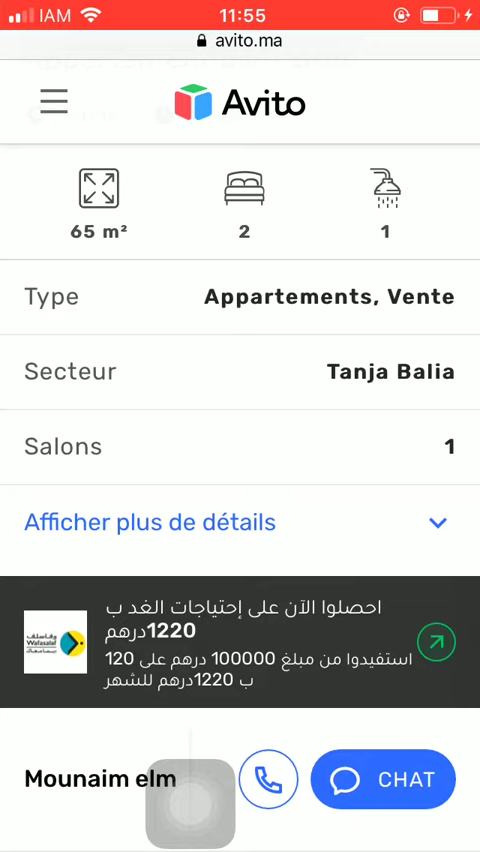 IAM 11:55
avito.ma
Avito
65 m² 2 1
Type Appartements, Vente
Secteur Tanja Balia
Salons 1
Afficher plus de détails
احصلوا الآن على إحتياجات الغد ب
1220درهم
استفيدوا من مبلغ 100000 درهم على 120
ب 1220درهم للشهر
وفاسلف
Wafasalaf
Mounaim elm CHAT